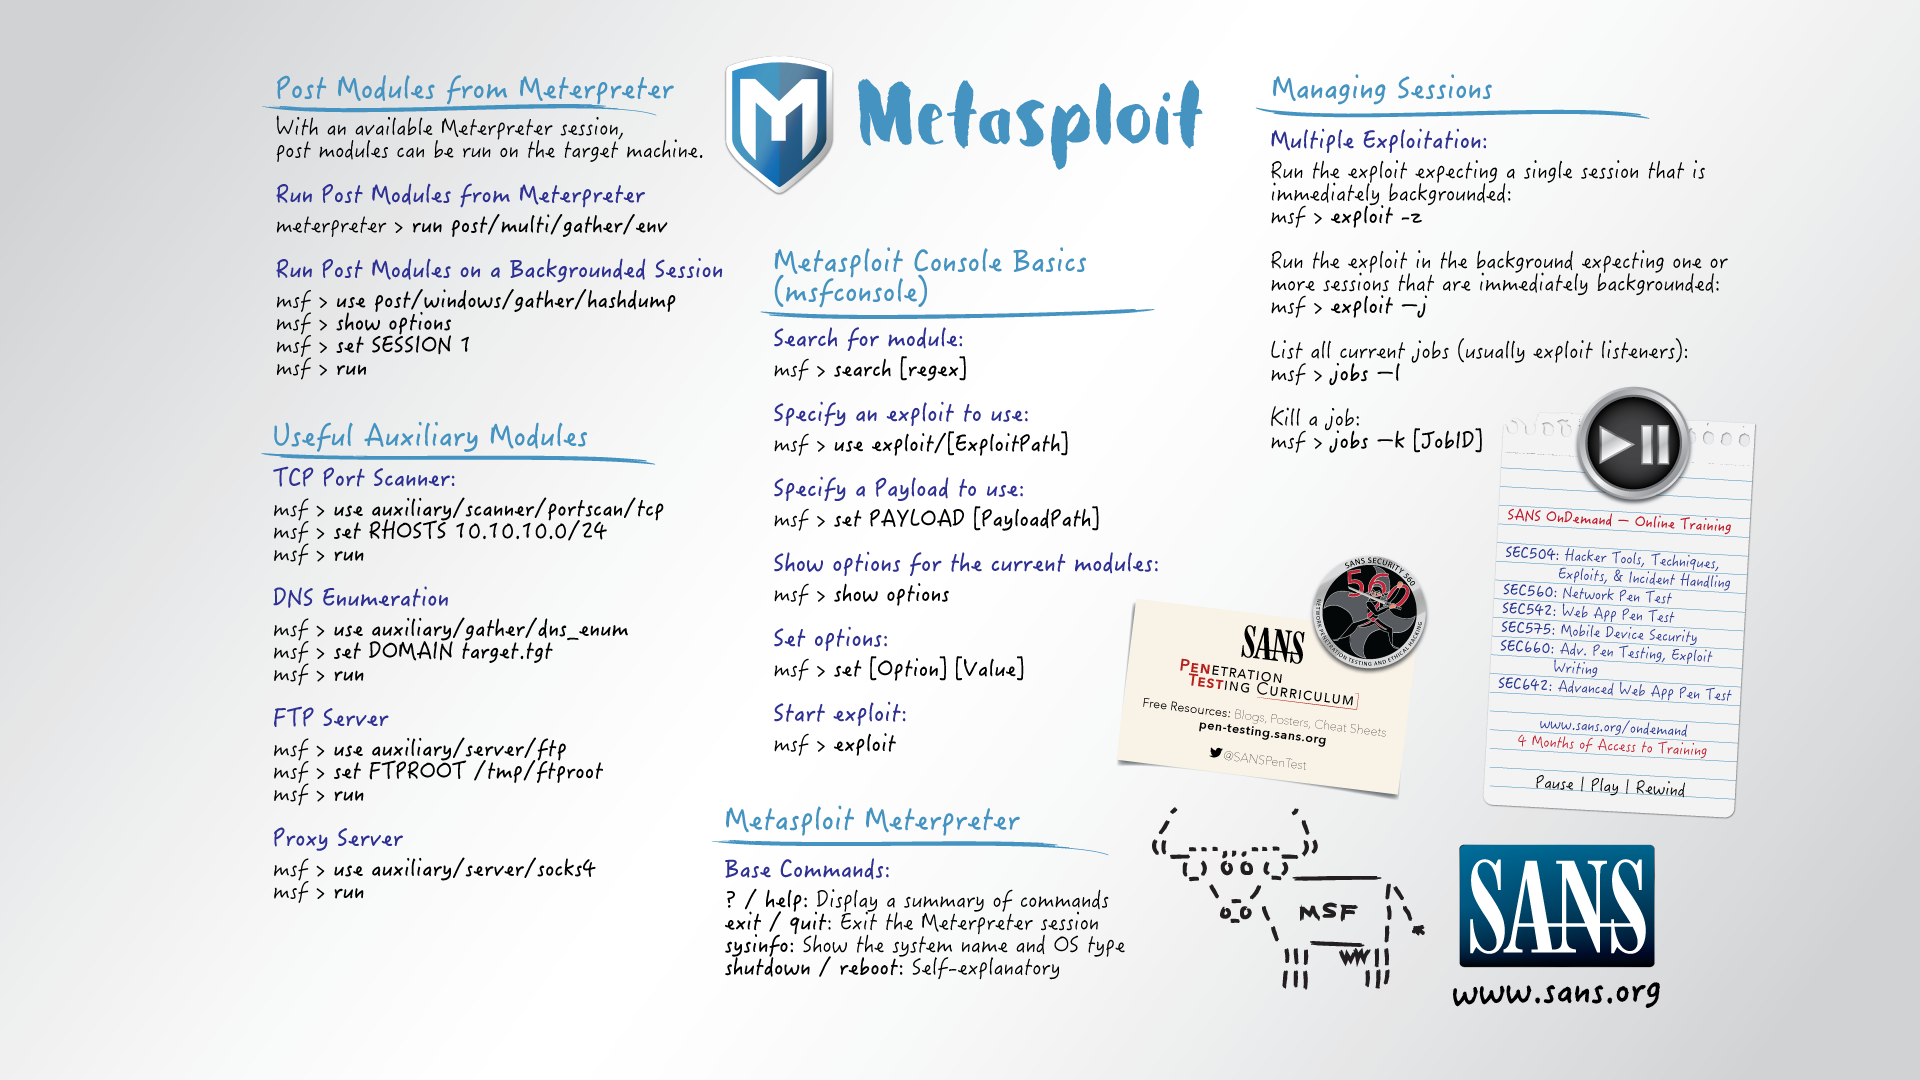 Post Modules from Meterpreter
With an available Meterpreter session,
post modules can be run on the target machine.
Run Post Modules from Meterpreter
meterpreter > run post/multi/gather/env
Run Post Modules on a Backgrounded Session
msf > use post/windows/gather/hashdump
msf > show options
msf > set SESSION 1
msf > run
Useful Auxiliary Modules
TCP Port Scanner:
msf > use auxiliary/scanner/portscan/tcp
msf > set RHOSTS 10.10.10.0/24
msf > run
DNS Enumeration
msf > use auxiliary/gather/dns_enum
msf > set DOMAIN target.tgt
msf > run
FTP Server
msf > use auxiliary/server/ftp
msf > set FTPROOT /tmp/ftproot
msf > run
Proxy Server
msf > use auxiliary/server/socks4
msf > run
M
Metasploit
Metasploit Console Basics
(msfconsole)
Search for module:
msf > search [regex]
Specify an exploit to use:
msf > use exploit/[ExploitPath]
Specify a Payload to use:
msf > set PAYLOAD [PayloadPath]
Show options for the current modules:
msf > show options
Set options:
msf > set [Option] [Value]
Start exploit:
msf > exploit
Metasploit Meterpreter
Base Commands:
? / help: Display a summary of commands
exit / quit: Exit the Meterpreter session
sysinfo: Show the system name and OS type
shutdown / reboot: Self-explanatory
Managing Sessions
Multiple Exploitation:
Run the exploit expecting a single session that is
immediately backgrounded:
msf > exploit -z
Run the exploit in the background expecting one or
more sessions that are immediately backgrounded:
msf > exploit –j
List all current jobs (usually exploit listeners):
msf > jobs –l
Kill a job:
msf > jobs –k [JobID]
SANS OnDemand – Online Training
SEC504: Hacker Tools, Techniques,
Exploits, & Incident Handling
SEC560: Network Pen Test
SEC542: Web App Pen Test
SEC575: Mobile Device Security
SEC660: Adv. Pen Testing, Exploit
Writing
SEC642: Advanced Web App Pen Test
www.sans.org/ondemand
4 Months of Access to Training
Pause | Play | Rewind
SANS SECURITY 560
560
NETWORK PENETRATION TESTING AND ETHICAL HACKING
SANS
PENETRATION
TESTING CURRICULUM
Free Resources: Blogs, Posters, Cheat Sheets
pen-testing.sans.org
@SANSPenTest
MSF
SANS
www.sans.org